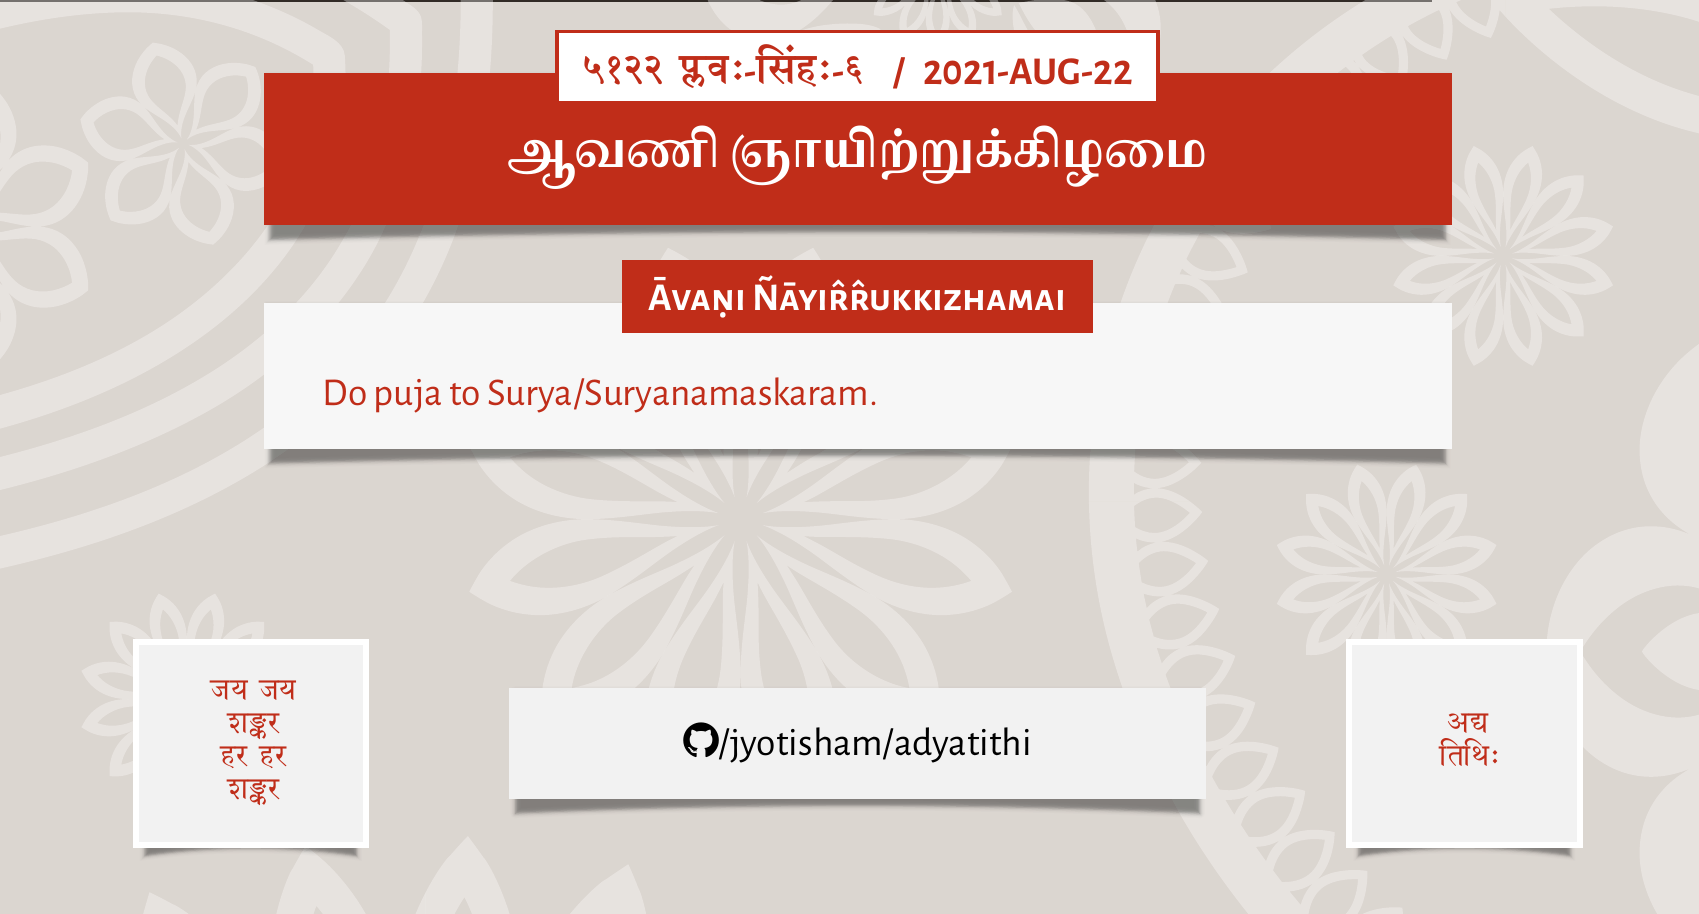 ५१२२ प्लवः-सिंहः-६ / 2021-AUG-22
ஆவணி ஞாயிற்றுக்கிழமை
Āvaṇi Ñāyir̂r̂ukkizhamai
Do puja to Surya/Suryanamaskaram.
जय जय
शङ्कर
हर हर
शङ्कर
/jyotisham/adyatithi
अद्य
तिथिः